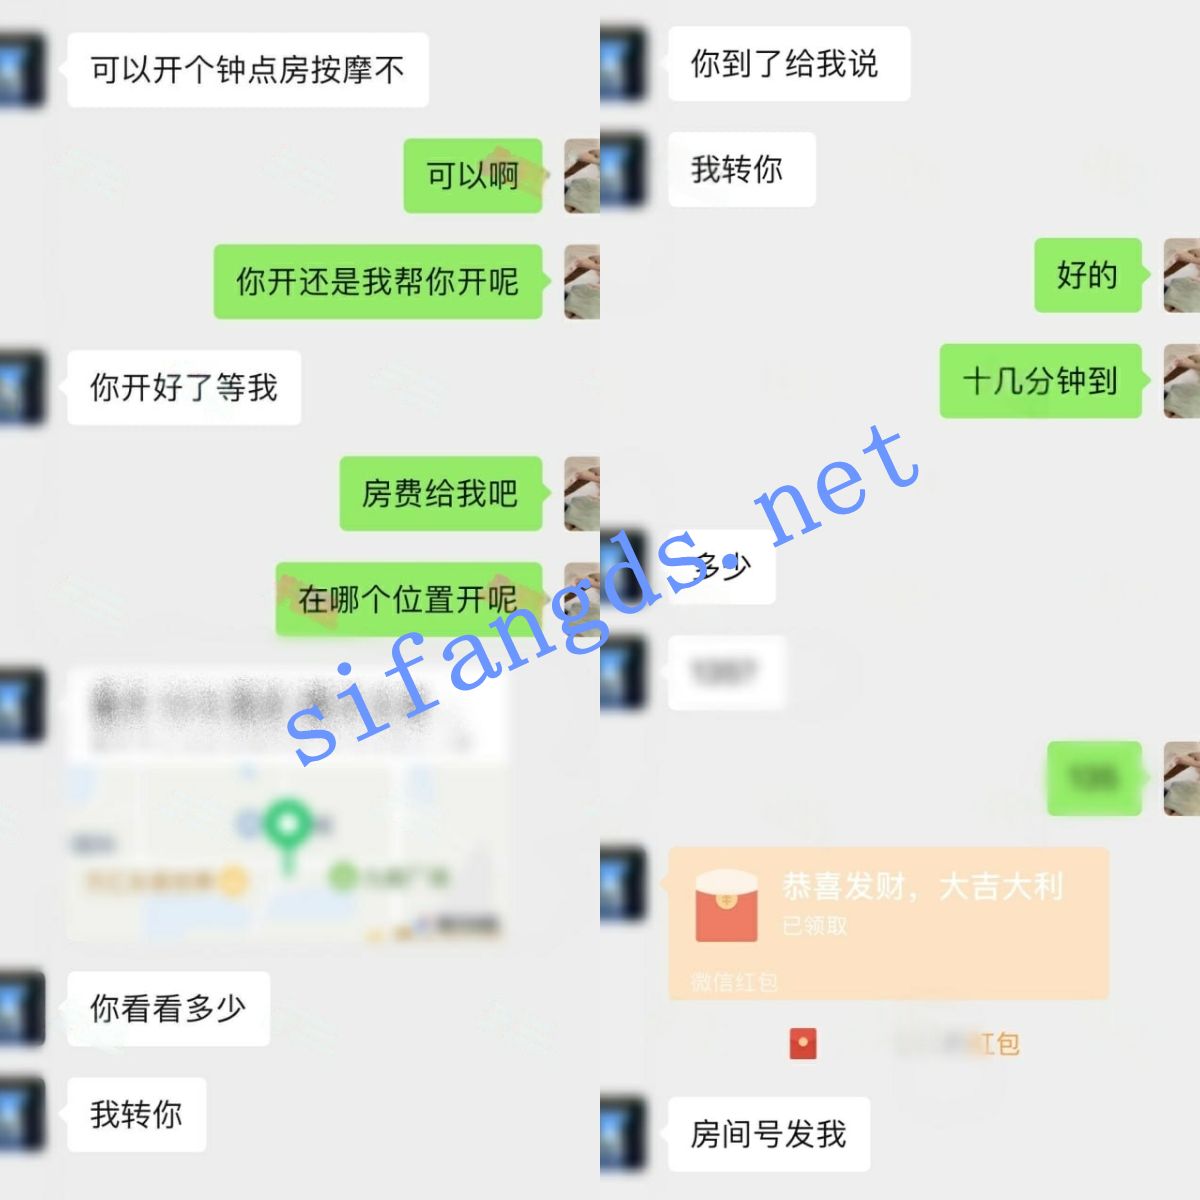 可以开个钟点房按摩不
可以啊
你开还是我帮你开呢
你开好了等我
房费给我吧
在哪个位置开呢
你看看多少
我转你
你到了给我说
我转你
好的
十几分钟到
多少
恭喜发财，大吉大利
已领取
微信红包
红包
房间号发我
sifangds.net